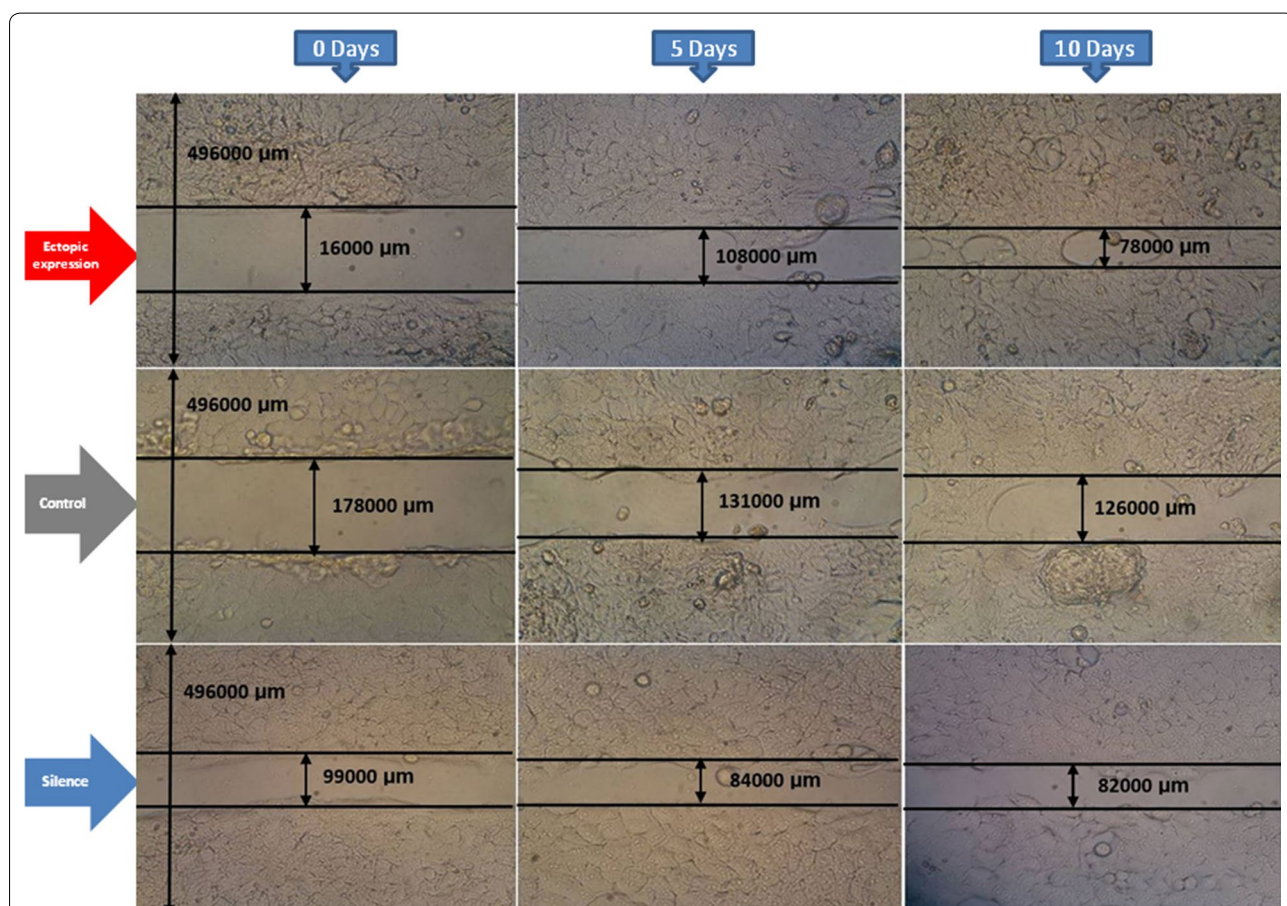 0 Days
5 Days
10 Days
496000 µm
Ectopic
expression
16000 µm
108000 µm
78000 µm
496000 µm
Control
178000 µm
131000 µm
126000 µm
496000 µm
Silence
99000 µm
84000 µm
82000 µm